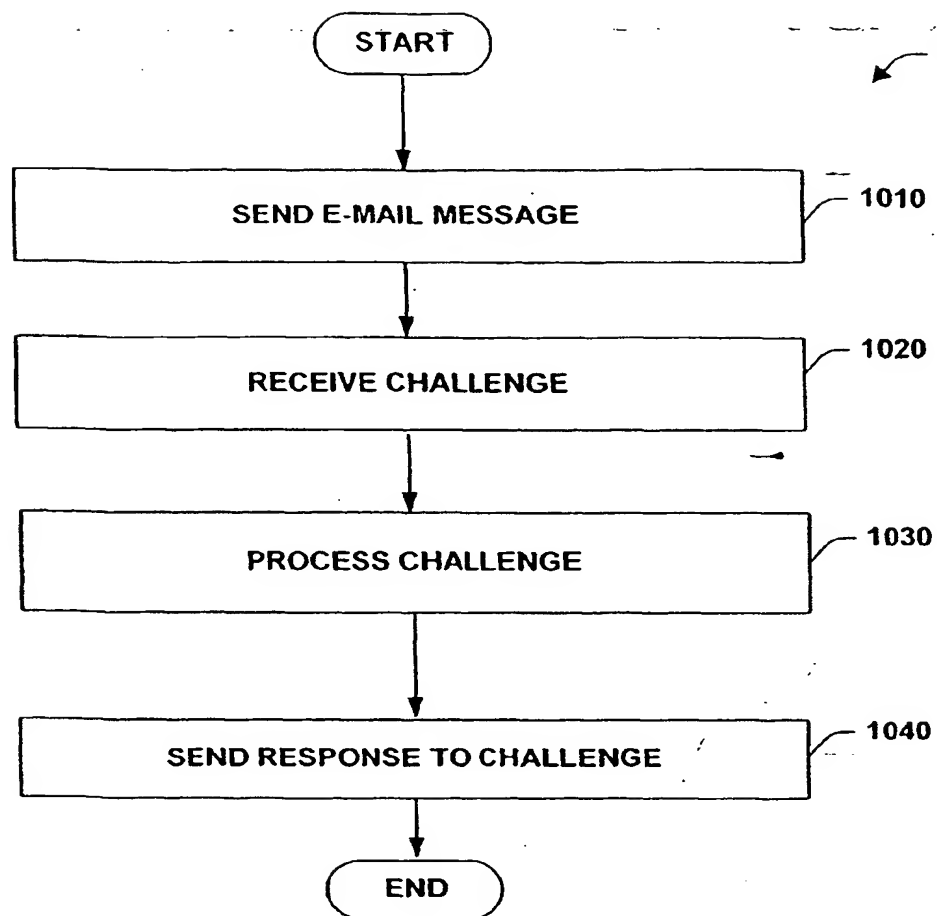 START
SEND E-MAIL MESSAGE
1010
RECEIVE CHALLENGE
1020
PROCESS CHALLENGE
1030
SEND RESPONSE TO CHALLENGE
1040
END